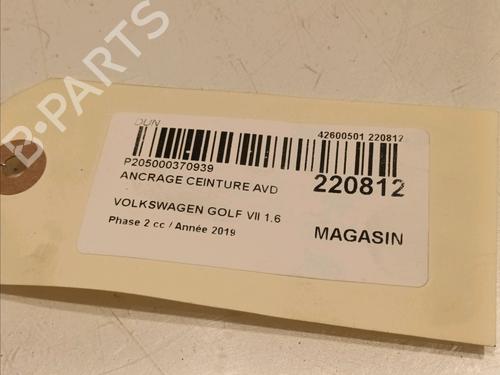 B-PARTS
DUN
42600501 220812
P205000370939
ANCRAGE CEINTURE AVD
220812
VOLKSWAGEN GOLF VII 1.6
Phase 2 cc / Année 2019
MAGASIN